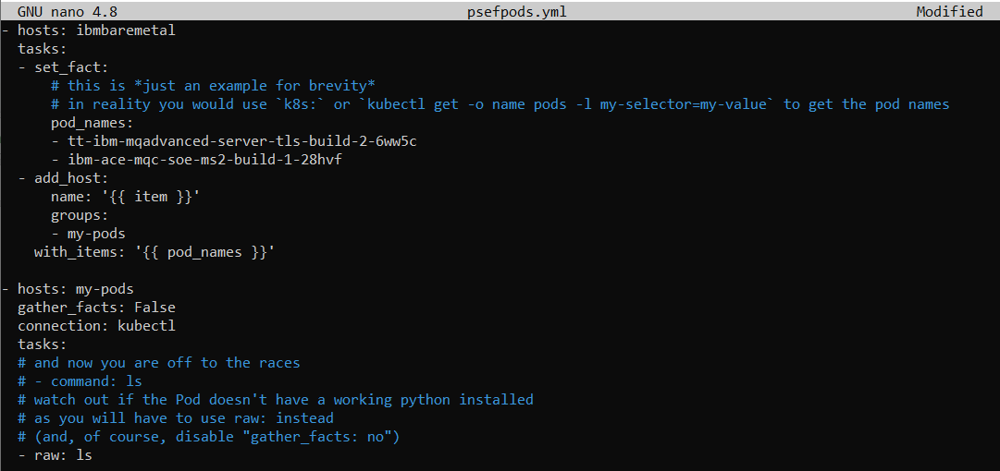 GNU nano 4.8 psefpods.yml Modified
- hosts: ibmbaremetal
  tasks:
  - set_fact:
      # this is *just an example for brevity*
      # in reality you would use `k8s:` or `kubectl get -o name pods -l my-selector=my-value` to get the pod names
      pod_names:
      - tt-ibm-mqadvanced-server-tls-build-2-6ww5c
      - ibm-ace-mqc-soe-ms2-build-1-28hvf
  - add_host:
      name: '{{ item }}'
      groups:
      - my-pods
    with_items: '{{ pod_names }}'

- hosts: my-pods
  gather_facts: False
  connection: kubectl
  tasks:
  # and now you are off to the races
  # - command: ls
  # watch out if the Pod doesn't have a working python installed
  # as you will have to use raw: instead
  # (and, of course, disable "gather_facts: no")
  - raw: ls